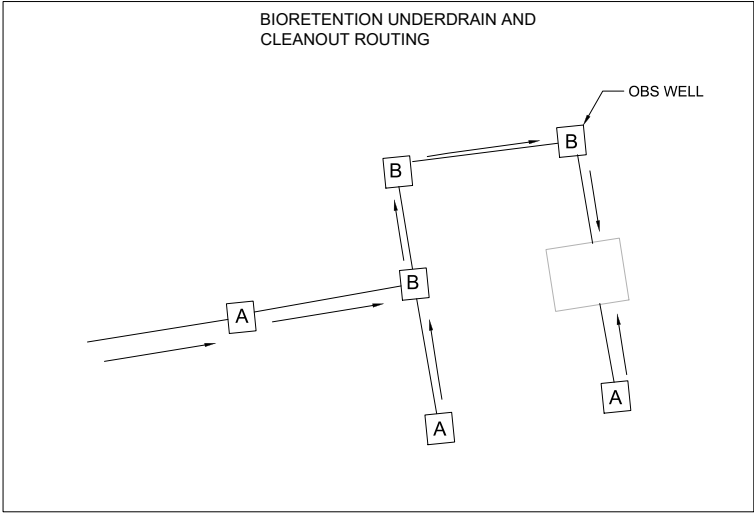 BIORETENTION UNDERDRAIN AND
CLEANOUT ROUTING
OBS WELL
B
B
B
A
A
A